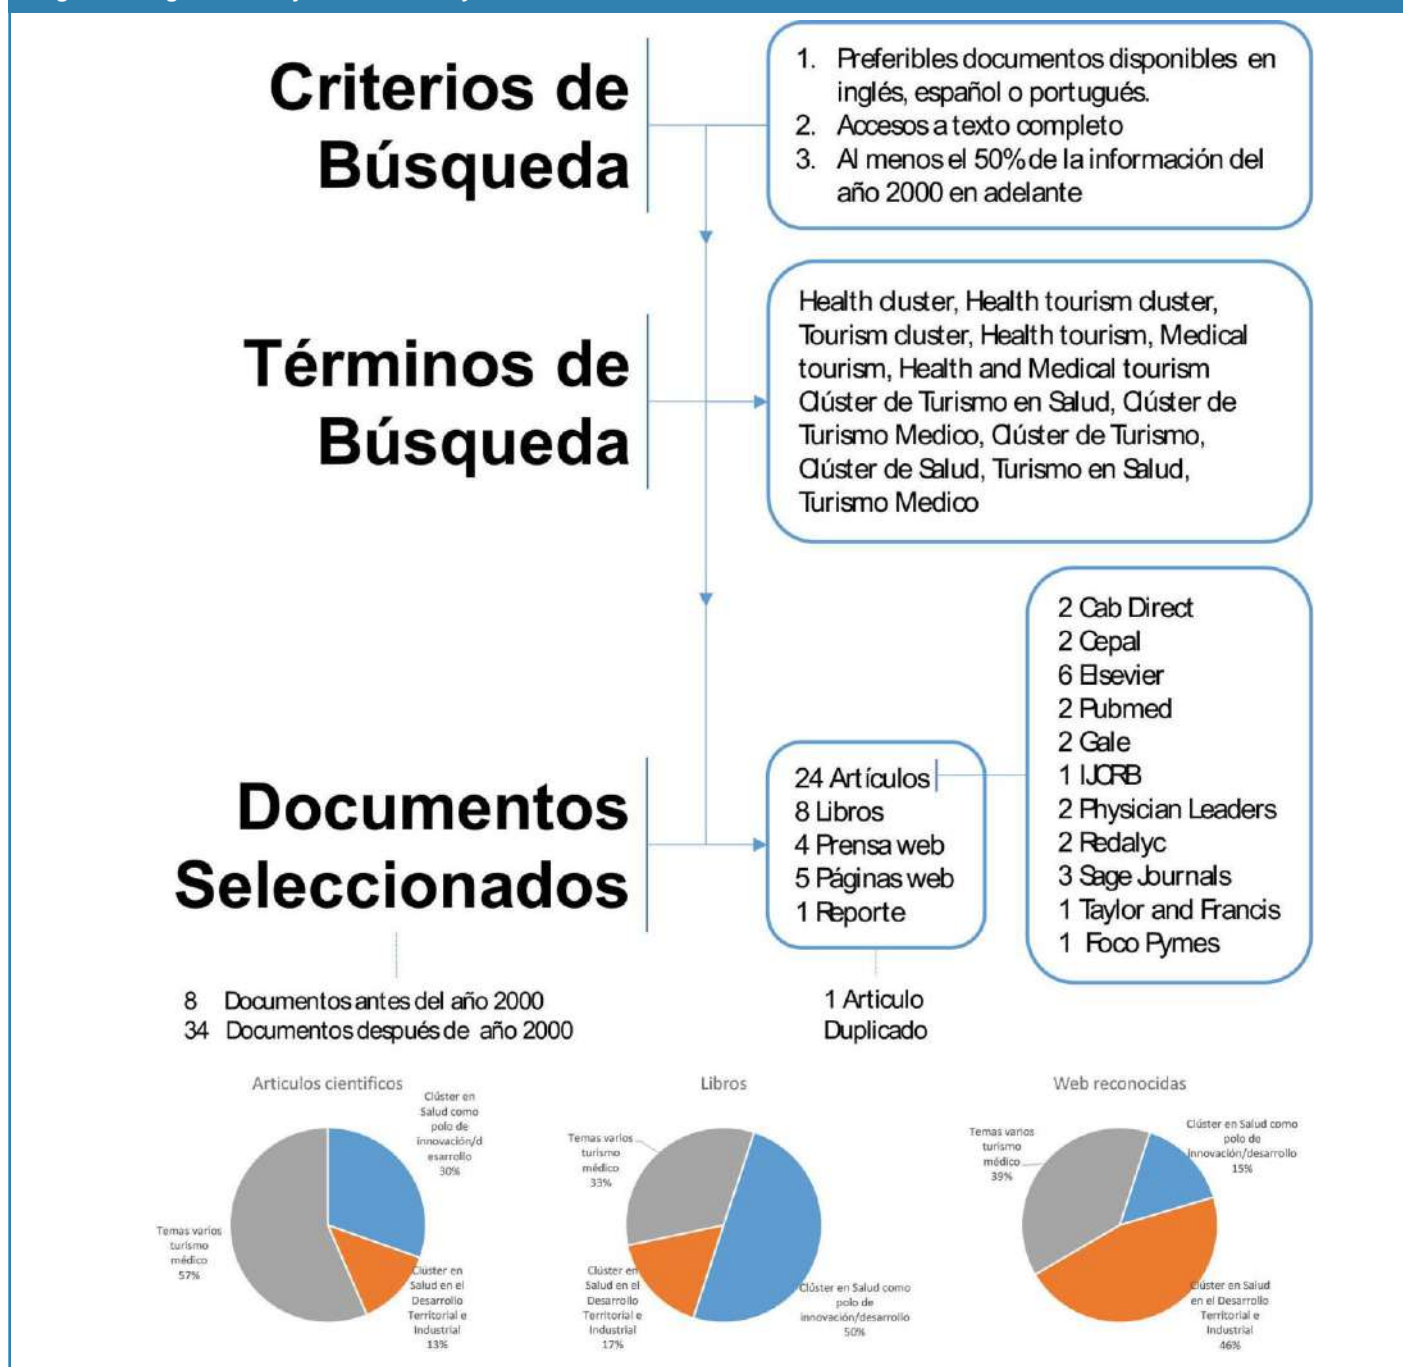 Criterios de
Búsqueda
1. Preferibles documentos disponibles en
inglés, español o portugués.
2. Accesos a texto completo
3. Al menos el 50% de la información del
año 2000 en adelante
Términos de
Búsqueda
Health cluster, Health tourism cluster,
Tourism cluster, Health tourism, Medical
tourism, Health and Medical tourism
Clúster de Turismo en Salud, Clúster de
Turismo Medico, Clúster de Turismo,
Clúster de Salud, Turismo en Salud,
Turismo Medico
Documentos
Seleccionados
24 Artículos
8 Libros
4 Prensa web
5 Páginas web
1 Reporte
2 Cab Direct
2 Cepal
6 Elsevier
2 Pubmed
2 Gale
1 IJCRB
2 Physician Leaders
2 Redalyc
3 Sage Journals
1 Taylor and Francis
1 Foco Pymes
8 Documentos antes del año 2000
34 Documentos después de año 2000
1 Articulo
Duplicado
Articulos cientificos
Clúster en
Salud como
polo de
innovación/d
esarrollo
30%
Temas varios
turismo
médico
57%
Clúster en
Salud en el
Desarrollo
Territorial e
Industrial
13%
Libros
Temas varios
turismo
médico
33%
Clúster en
Salud en el
Desarrollo
Territorial e
Industrial
17%
Clúster en Salud como
polo de
innovación/desarrollo
50%
Web reconocidas
Temas varios
turismo
médico
39%
Clúster en Salud como
polo de
innovación/desarrollo
15%
Clúster en Salud
en el Desarrollo
Territorial e
Industrial
46%